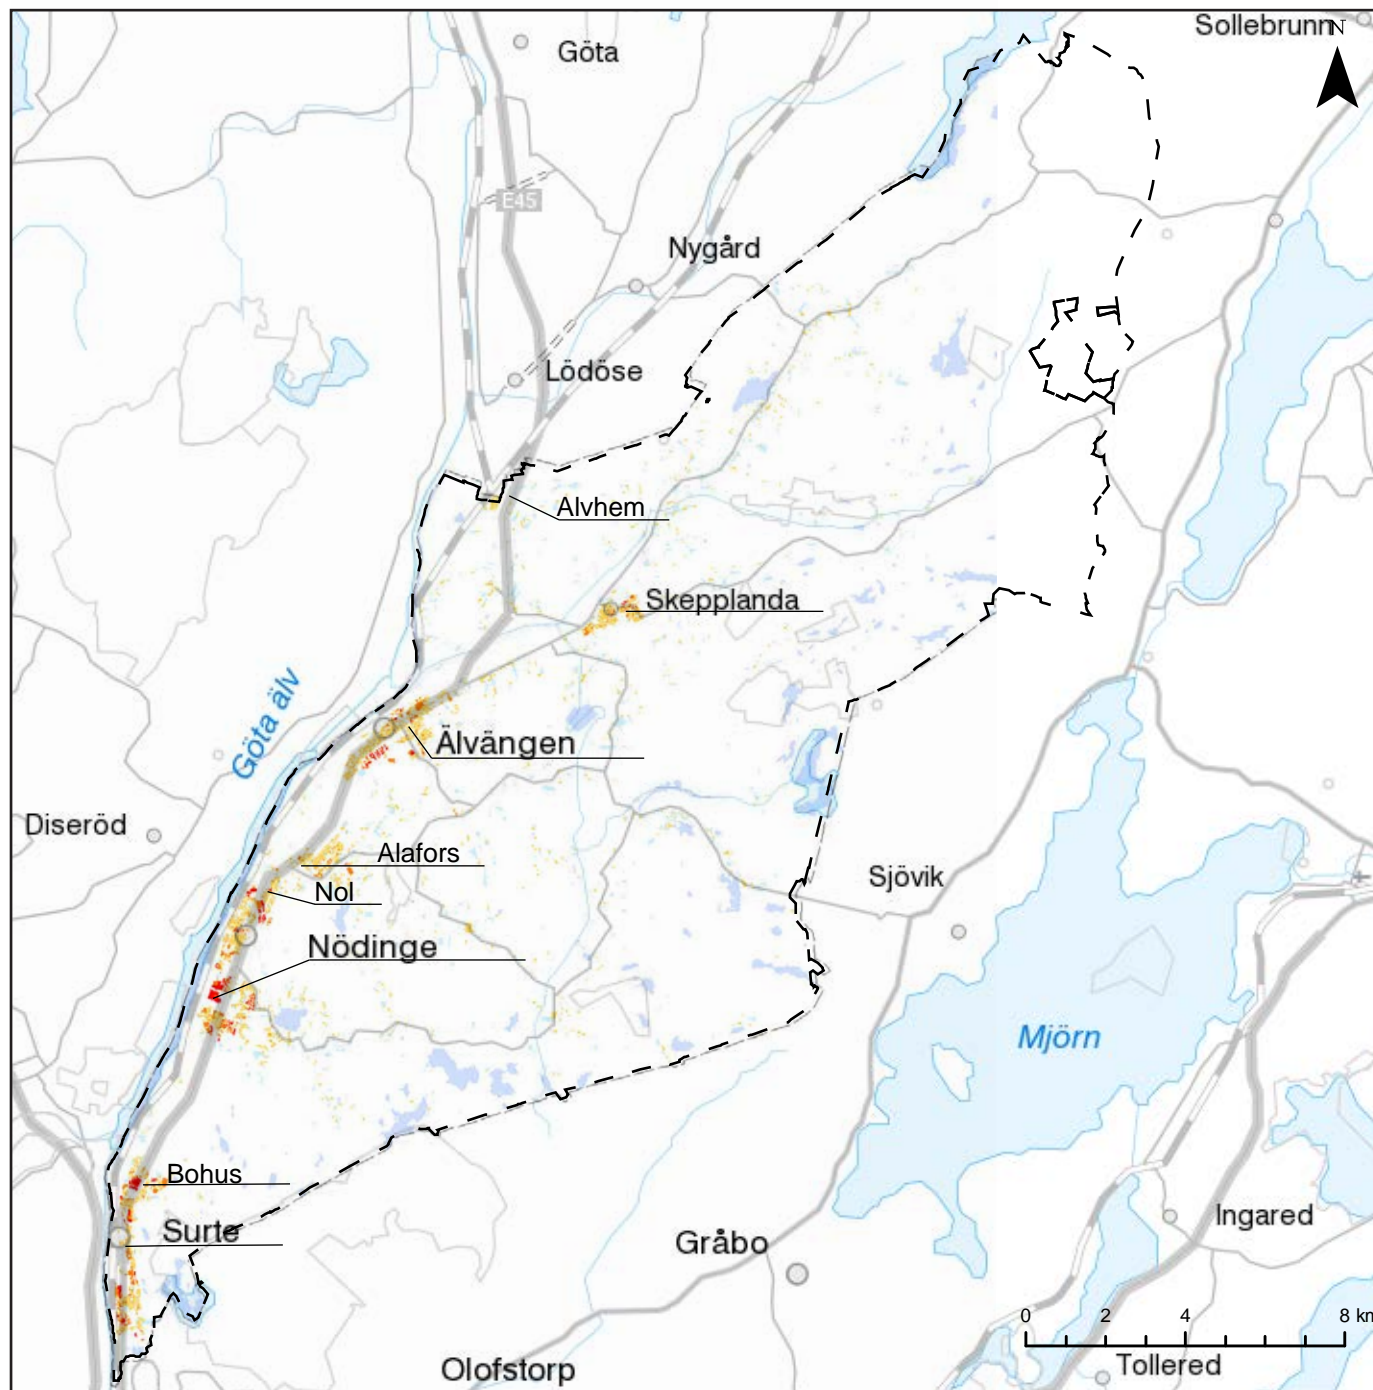 Sollebrunn
N
Göta
E45
Nygård
Lödöse
Alvhem
Skepplanda
Göta älv
Älvängen
Diseröd
Alafors
Sjövik
Nol
Nödinge
Mjörn
Bohus
Ingared
Surte
Gråbo
0 2 4 8 km
Tollered
Olofstorp